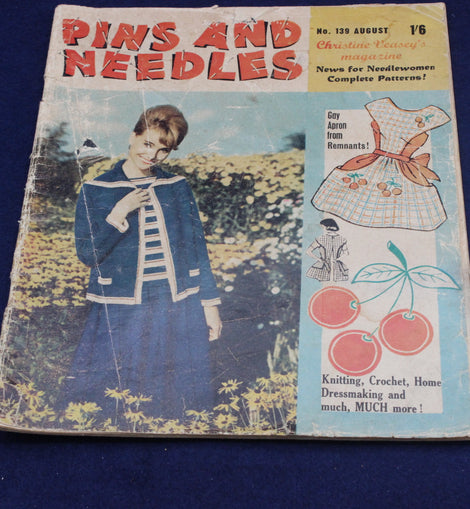 PINS AND
NEEDLES
No. 139 AUGUST 1/6
Christine Veasey's
magazine
News for Needlewomen
Complete Patterns!
Gay
Apron
from
Remnants!
Knitting, Crochet, Home
Dressmaking and
much, MUCH more!